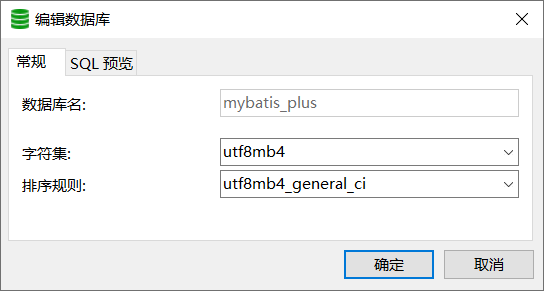 编辑数据库
常规 SQL 预览
数据库名: mybatis_plus
字符集: utf8mb4
排序规则: utf8mb4_general_ci
确定 取消